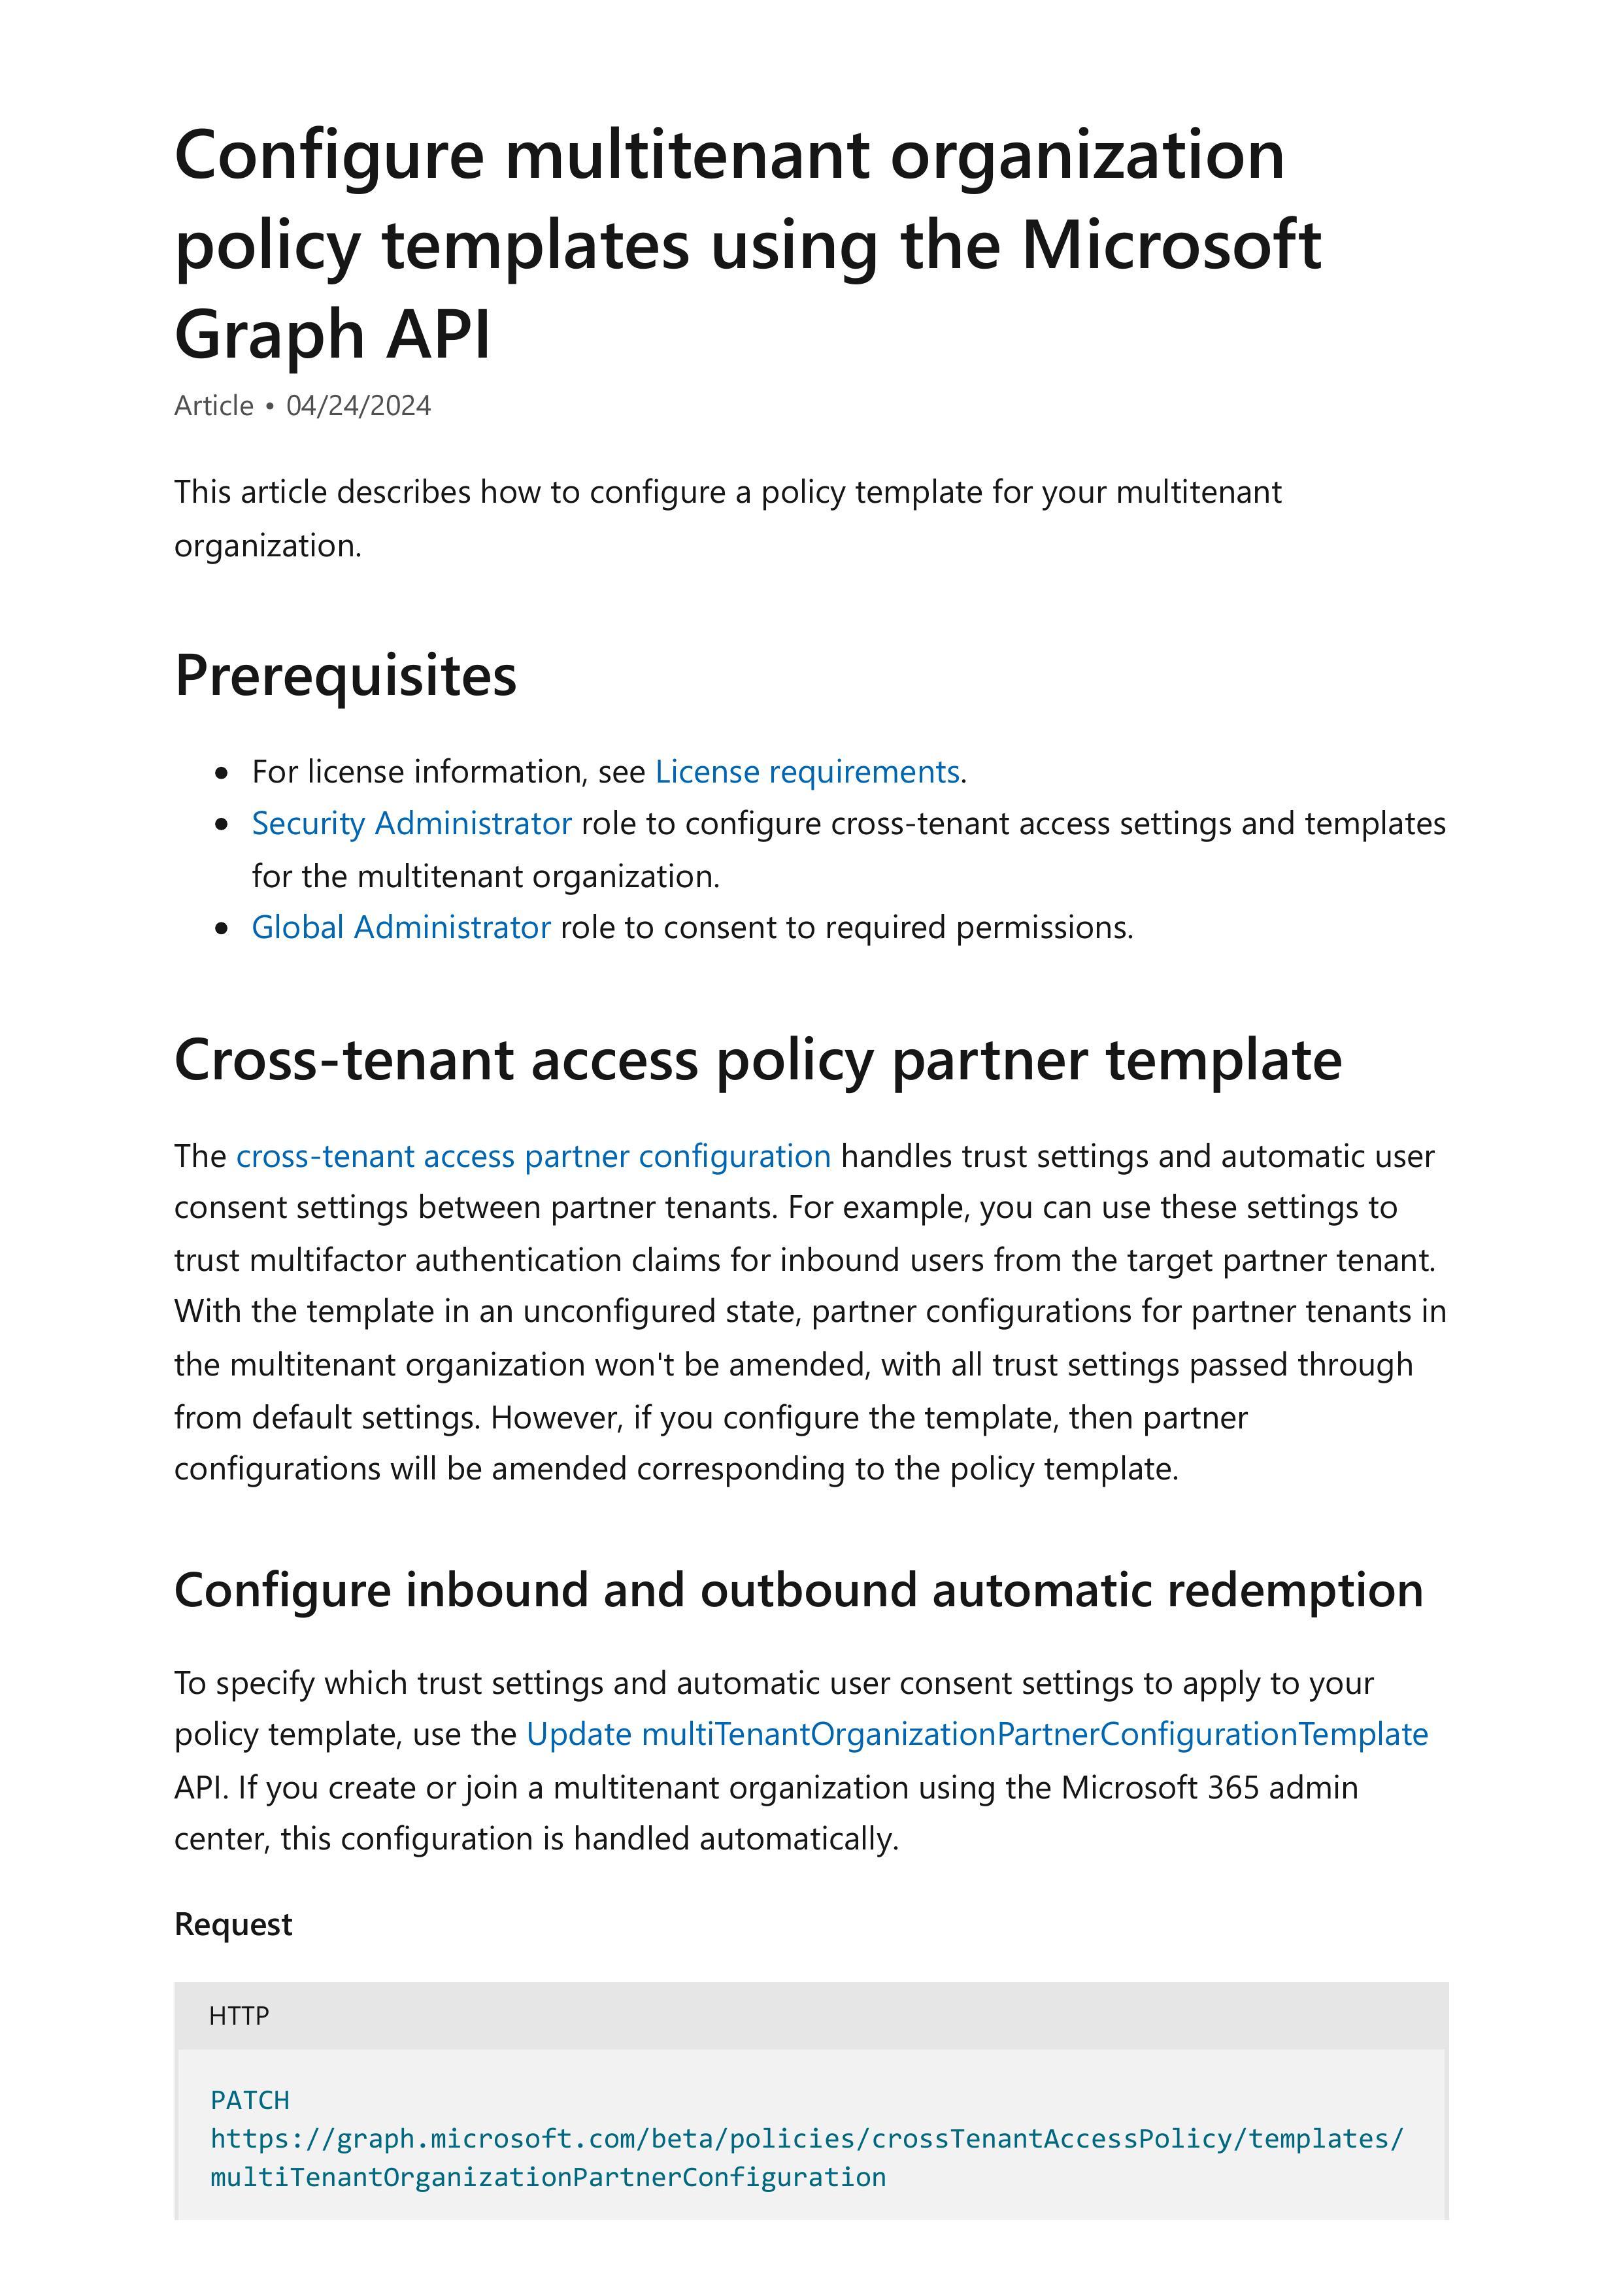 Configure multitenant organization
policy templates using the Microsoft
Graph API
Article • 04/24/2024
This article describes how to configure a policy template for your multitenant
organization.
Prerequisites
• For license information, see License requirements.
• Security Administrator role to configure cross-tenant access settings and templates
for the multitenant organization.
• Global Administrator role to consent to required permissions.
Cross-tenant access policy partner template
The cross-tenant access partner configuration handles trust settings and automatic user
consent settings between partner tenants. For example, you can use these settings to
trust multifactor authentication claims for inbound users from the target partner tenant.
With the template in an unconfigured state, partner configurations for partner tenants in
the multitenant organization won't be amended, with all trust settings passed through
from default settings. However, if you configure the template, then partner
configurations will be amended corresponding to the policy template.
Configure inbound and outbound automatic redemption
To specify which trust settings and automatic user consent settings to apply to your
policy template, use the Update multiTenantOrganizationPartnerConfigurationTemplate
API. If you create or join a multitenant organization using the Microsoft 365 admin
center, this configuration is handled automatically.
Request
HTTP
PATCH
https://graph.microsoft.com/beta/policies/crossTenantAccessPolicy/templates/
multiTenantOrganizationPartnerConfiguration